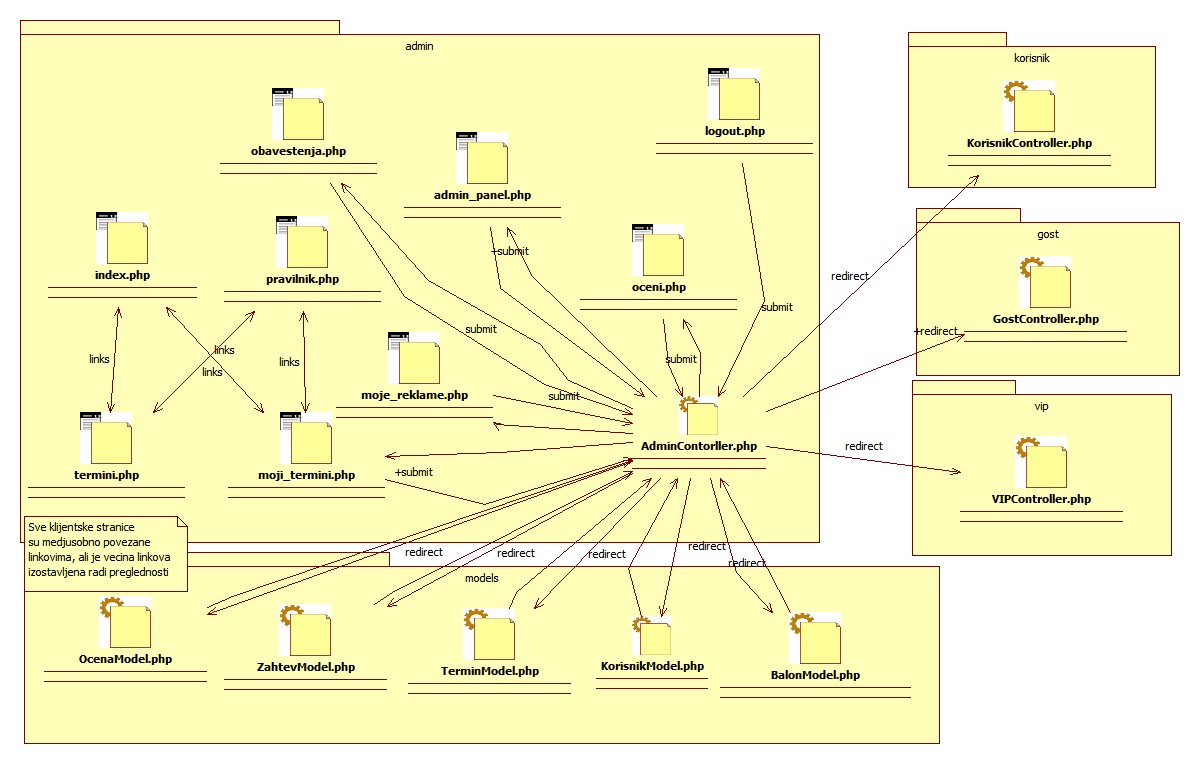 admin
korisnik
logout.php
KorisnikController.php
obavestenja.php
admin_panel.php
gost
index.php
pravilnik.php
+submit
oceni.php
redirect
submit
GostController.php
+redirect
submit
links
links
links
links
submit
moje_reklame.php
submit
vip
AdminContorller.php
redirect
termini.php
moji_termini.php
+submit
VIPController.php
Sve klijentske stranice
su medjusobno povezane
linkovima, ali je vecina linkova
izostavljena radi preglednosti
redirect
redirect
redirect
redirect
redirect
models
OcenaModel.php
ZahtevModel.php
TerminModel.php
KorisnikModel.php
BalonModel.php